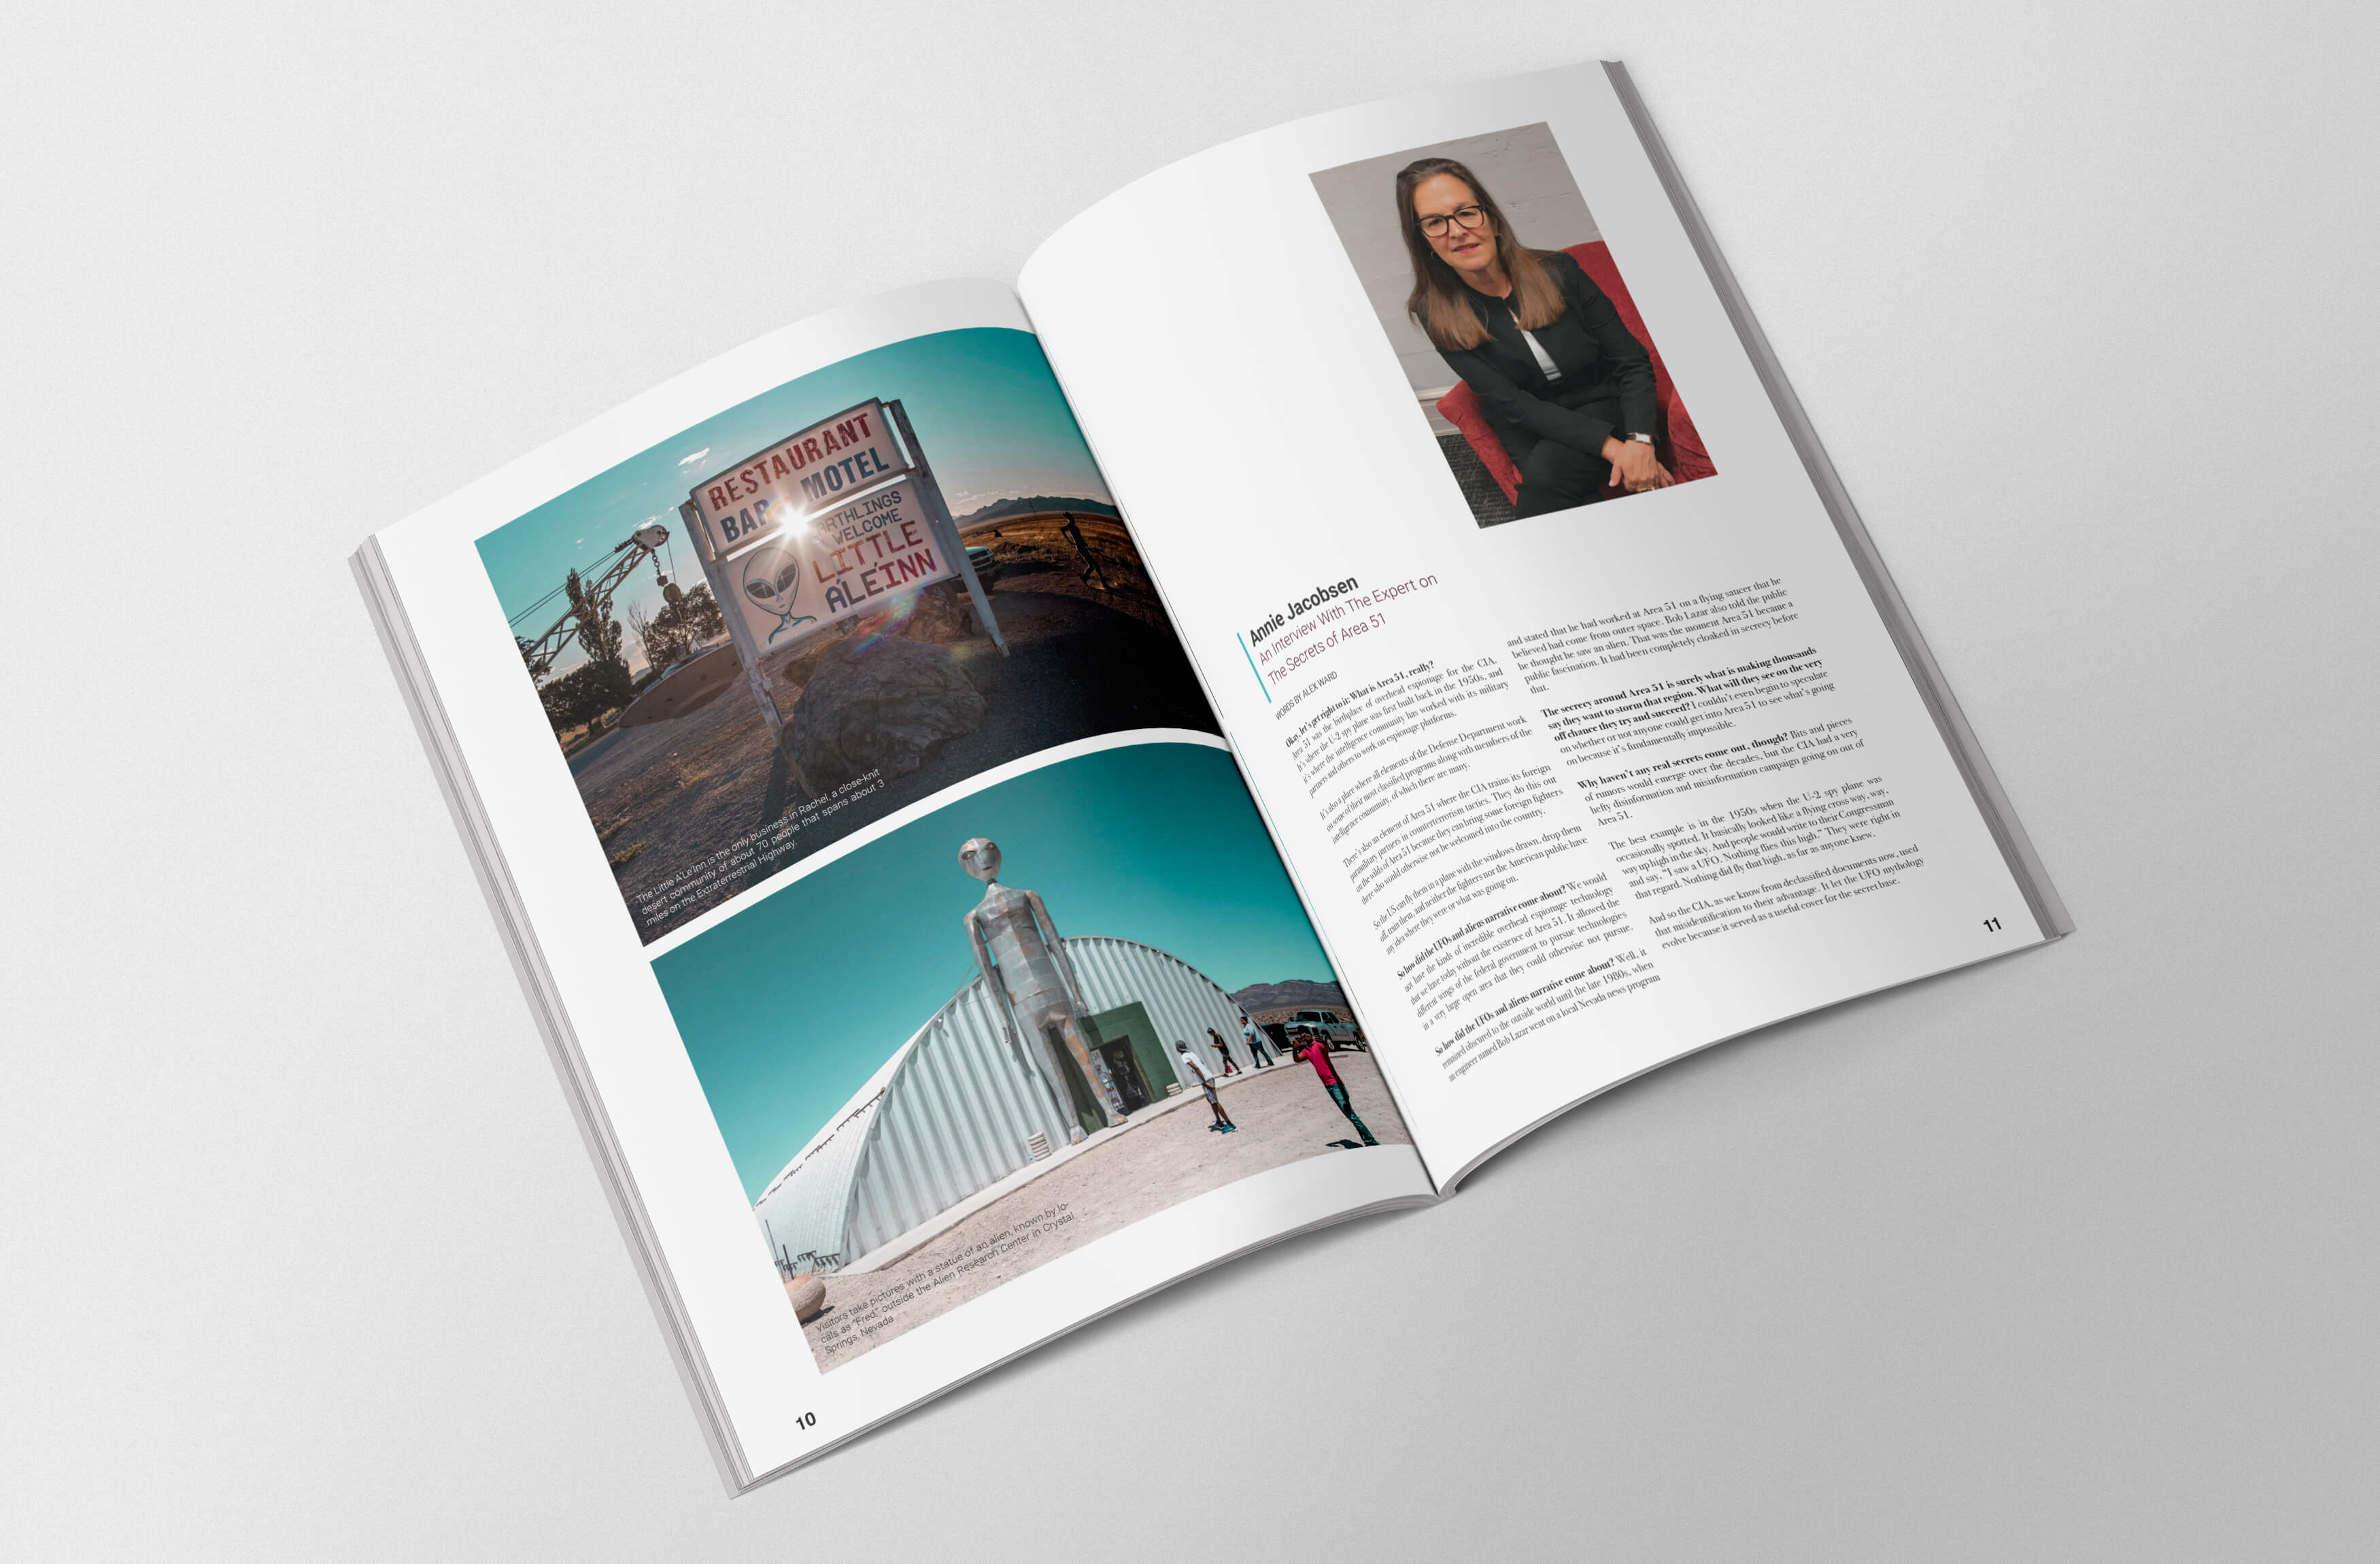 RESTAURANT
BAR MOTEL
EARTHLINGS
WELCOME
LITTLE
A'LE'INN
The Little A'Le'Inn is the only business in Rachel, a close-knit
desert community of about 70 people that spans about 3
miles on the Extraterrestrial Highway.
Visitors take pictures with a statue of an alien, known by lo-
cals as "Fred," outside the Alien Research Center in Crystal
Springs, Nevada
10
Annie Jacobsen
An Interview With The Expert on
The Secrets of Area 51
WORDS BY ALEX WARD
Okay, let's get right to it: What is Area 51, really?
Area 51 was the birthplace of overhead espionage for the CIA.
It's where the U-2 spy plane was first built back in the 1950s, and
it's where the intelligence community has worked with its military
partners and others to work on espionage platforms.
It's also a place where all elements of the Defense Department work
on some of their most classified programs along with members of the
intelligence community, of which there are many.
There's also an element of Area 51 where the CIA trains its foreign
paramilitary partners in counterterrorism tactics. They do this out
on the wilds of Area 51 because they can bring some foreign fighters
there who would otherwise not be welcomed into the country.
So the US can fly them in a plane with the windows drawn, drop them
off, train them, and neither the fighters nor the American public have
any idea where they were or what was going on.
So how did the UFOs and aliens narrative come about? We would
not have the kinds of incredible overhead espionage technology
that we have today without the existence of Area 51. It allowed the
different wings of the federal government to pursue technologies
in a very large open area that they could otherwise not pursue.
So how did the UFOs and aliens narrative come about? Well, it
remained obscured to the outside world until the late 1980s, when
an engineer named Bob Lazar went on a local Nevada news program
and stated that he had worked at Area 51 on a flying saucer that he
believed had come from outer space. Bob Lazar also told the public
he thought he saw an alien. That was the moment Area 51 became a
public fascination. It had been completely cloaked in secrecy before
that.
The secrecy around Area 51 is surely what is making thousands
say they want to storm that region. What will they see on the very
off chance they try and succeed? I couldn't even begin to speculate
on whether or not anyone could get into Area 51 to see what's going
on because it's fundamentally impossible.
Why haven't any real secrets come out, though? Bits and pieces
of rumors would emerge over the decades, but the CIA had a very
hefty disinformation and misinformation campaign going on out of
Area 51.
The best example is in the 1950s when the U-2 spy plane was
occasionally spotted. It basically looked like a flying cross way, way,
way up high in the sky. And people would write to their Congressman
and say, "I saw a UFO. Nothing flies this high." They were right in
that regard. Nothing did fly that high, as far as anyone knew.
And so the CIA, as we know from declassified documents now, used
that misidentification to their advantage. It let the UFO mythology
evolve because it served as a useful cover for the secret base.
11